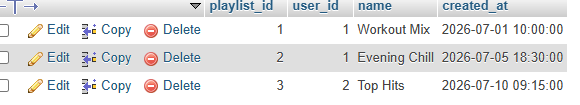 playlist_id user_id name created_at
Edit Copy Delete 1 1 Workout Mix 2026-07-01 10:00:00
Edit Copy Delete 2 1 Evening Chill 2026-07-05 18:30:00
Edit Copy Delete 3 2 Top Hits 2026-07-10 09:15:00